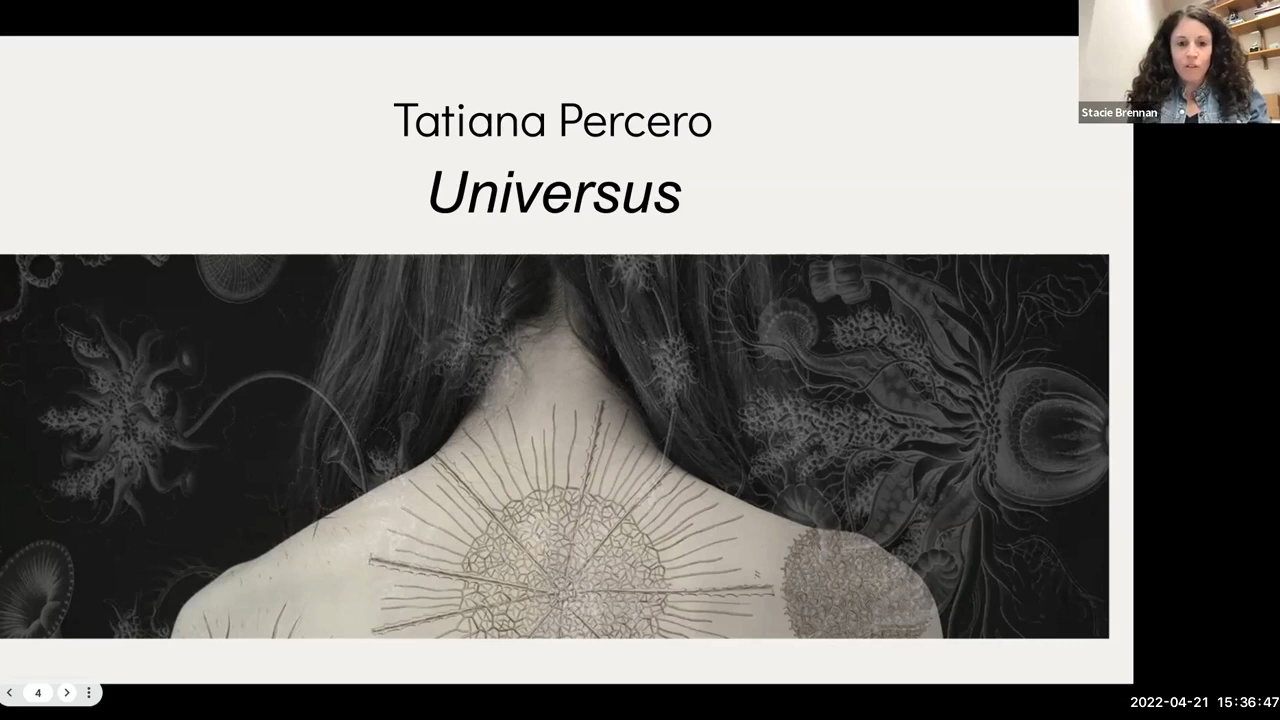 Stacie Brennan
Tatiana Percero
Universus
4
2022-04-21 15:36:47